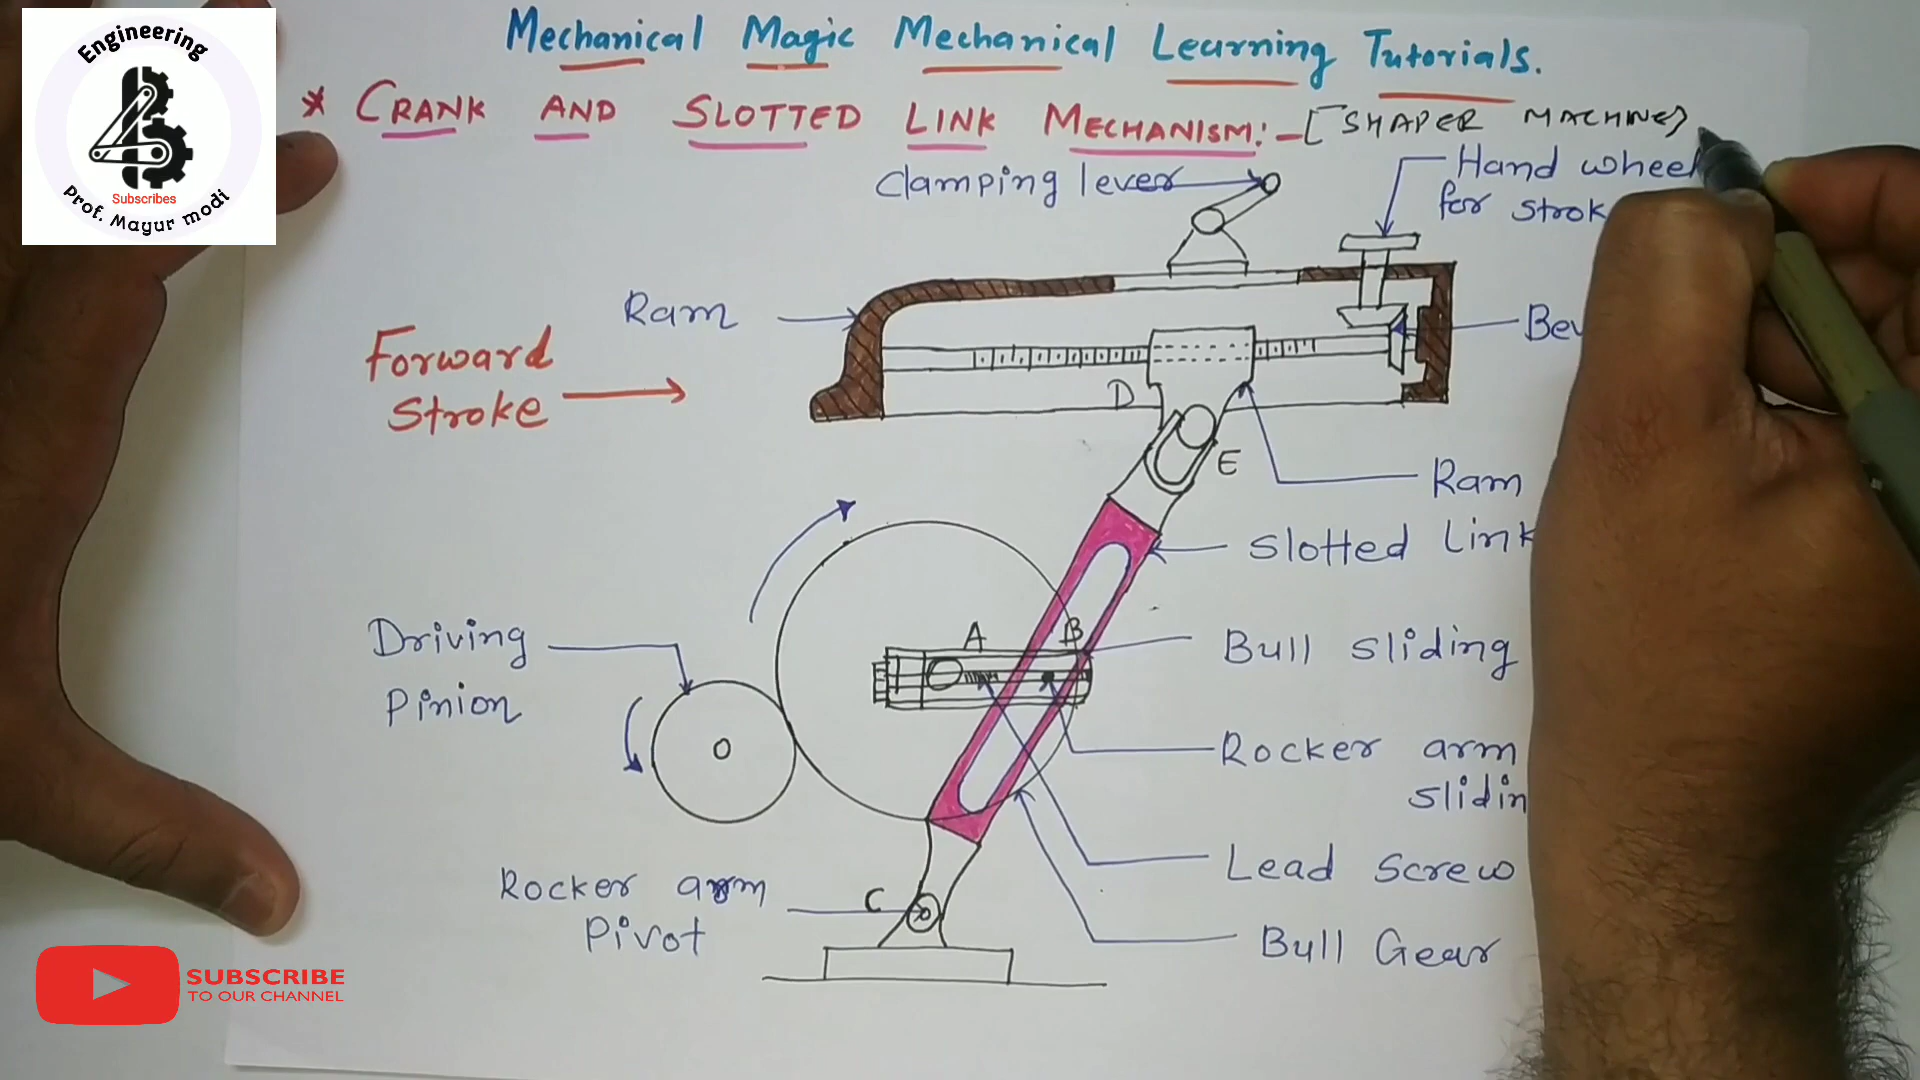 Engineering
Subscribes
Prof. Mayur modi
Mechanical Magic Mechanical Learning Tutorials.
* CRANK AND SLOTTED LINK MECHANISM:- [SHAPER MACHINE]
Clamping lever
Hand wheel
for strok
Ram
Forward
Stroke
Bev
D
E
Ram
Slotted Link
A
B
Driving
Pinion
Bull sliding
Rocker arm
slidin
Lead Screw
Rocker arm
Pivot
C
Bull Gear
SUBSCRIBE
TO OUR CHANNEL